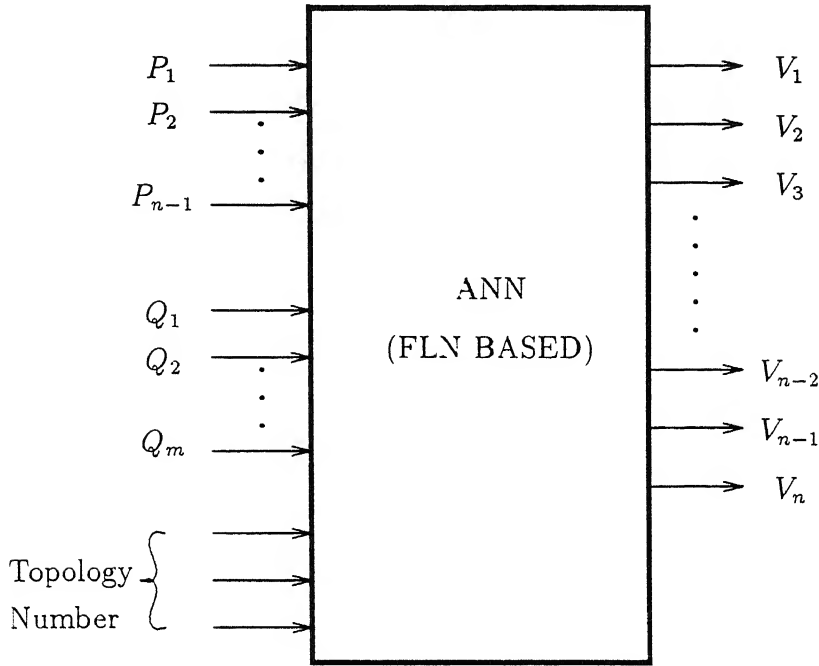 P₁
P₂
Pₙ₋₁
Q₁
Q₂
Qₘ
Topology
Number
ANN
(FLN BASED)
V₁
V₂
V₃
Vₙ₋₂
Vₙ₋₁
Vₙ